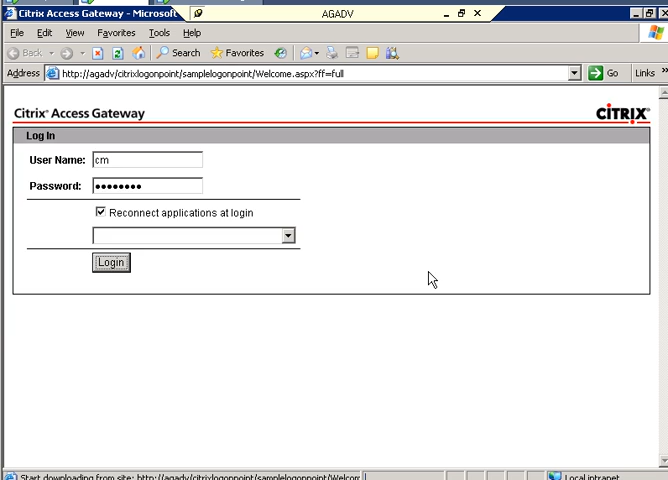 Citrix Access Gateway - Microsoft
AGADV
File Edit View Favorites Tools Help
Back Search Favorites
Address http://agadv/citrixlogonpoint/samplelogonpoint/Welcome.aspx?ff=full Go Links »
Citrix® Access Gateway CITRIX®
Log In
User Name: cm
Password: ●●●●●●●●
Reconnect applications at login
Login
Start downloading from site: http://agadv/citrixlogonpoint/samplelogonpoint/Welcom Local intranet